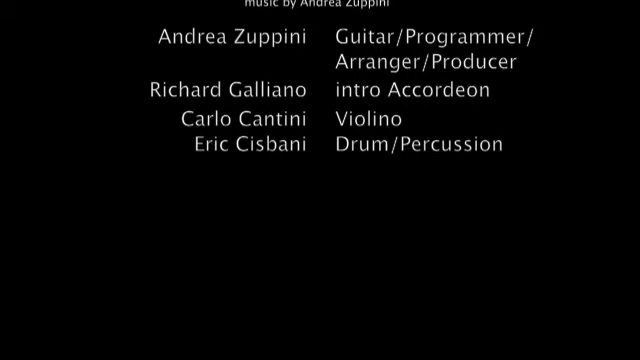 music by Andrea Zuppini
Andrea Zuppini Guitar/Programmer/
Arranger/Producer
Richard Galliano intro Accordeon
Carlo Cantini Violino
Eric Cisbani Drum/Percussion